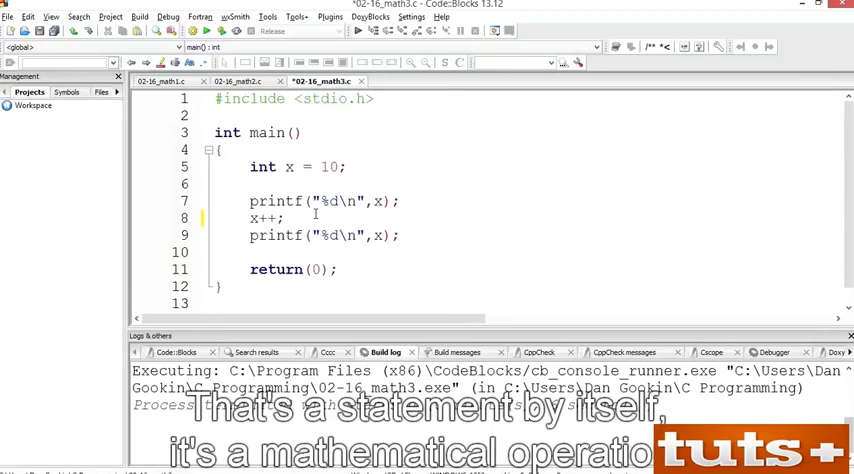 *02-16_math3.c - Code::Blocks 13.12
File Edit View Search Project Build Debug Fortran wxSmith Tools Tools+ Plugins DoxyBlocks Settings Help
Release
<global> main() : int
/** *<
S C
Management
Projects Symbols Files
Workspace
02-16_math1.c 02-16_math2.c *02-16_math3.c
1 #include <stdio.h>
2
3 int main()
4 {
5 int x = 10;
6
7 printf("%d\n",x);
8 x++;
9 printf("%d\n",x);
10
11 return(0);
12 }
13
Logs & others
Code::Blocks Search results Cccc Build log Build messages CppCheck CppCheck messages Cscope Debugger Doxy
Executing: C:\Program Files (x86)\CodeBlocks/cb_console_runner.exe "C:\Users\Dan
Gookin\C Programming\02-16_math3.exe" (in C:\Users\Dan Gookin\C Programming)
Process
That's a statement by itself,
it's a mathematical operatio
tuts+